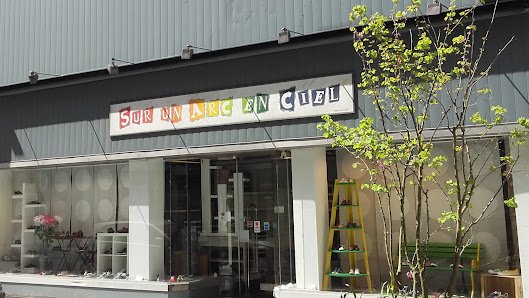 SUR UN ARC EN CIEL